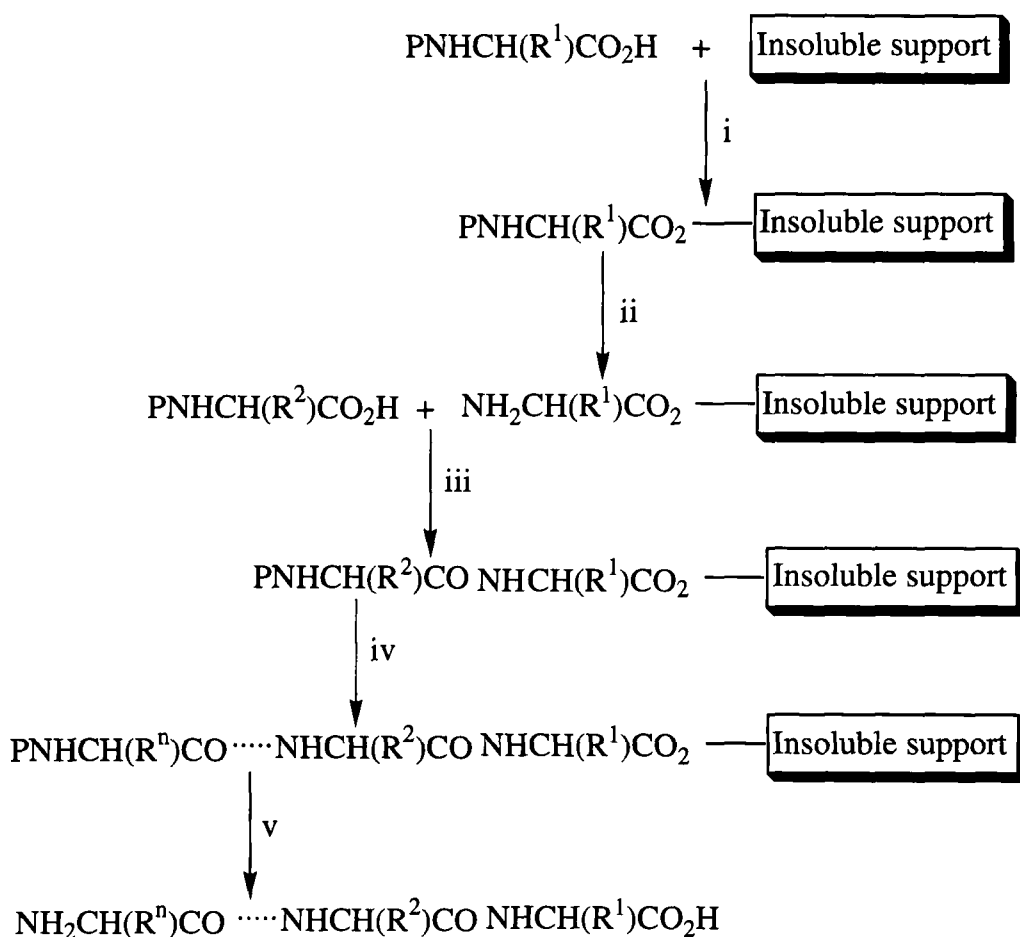 PNHCH(R¹)CO₂H + Insoluble support
i
PNHCH(R¹)CO₂ — Insoluble support
ii
PNHCH(R²)CO₂H + NH₂CH(R¹)CO₂ — Insoluble support
iii
PNHCH(R²)CO NHCH(R¹)CO₂ — Insoluble support
iv
PNHCH(Rⁿ)CO ····· NHCH(R²)CO NHCH(R¹)CO₂ — Insoluble support
v
NH₂CH(Rⁿ)CO ····· NHCH(R²)CO NHCH(R¹)CO₂H